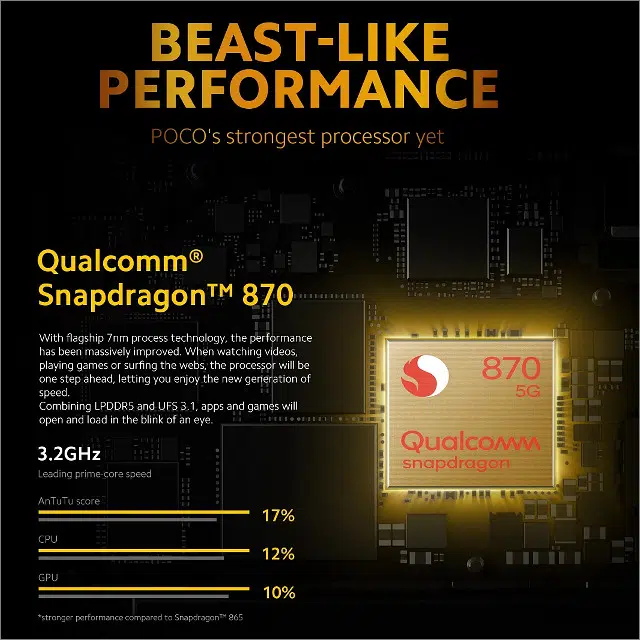 BEAST-LIKE
PERFORMANCE
POCO's strongest processor yet
Qualcomm®
Snapdragon™ 870
With flagship 7nm process technology, the performance
has been massively improved. When watching videos,
playing games or surfing the webs, the processor will be
one step ahead, letting you enjoy the new generation of
speed.
Combining LPDDR5 and UFS 3.1, apps and games will
open and load in the blink of an eye.
870
5G
Qualcomm
snapdragon
3.2GHz
Leading prime-core speed
AnTuTu score
17%
CPU
12%
GPU
10%
*stronger performance compared to Snapdragon™ 865